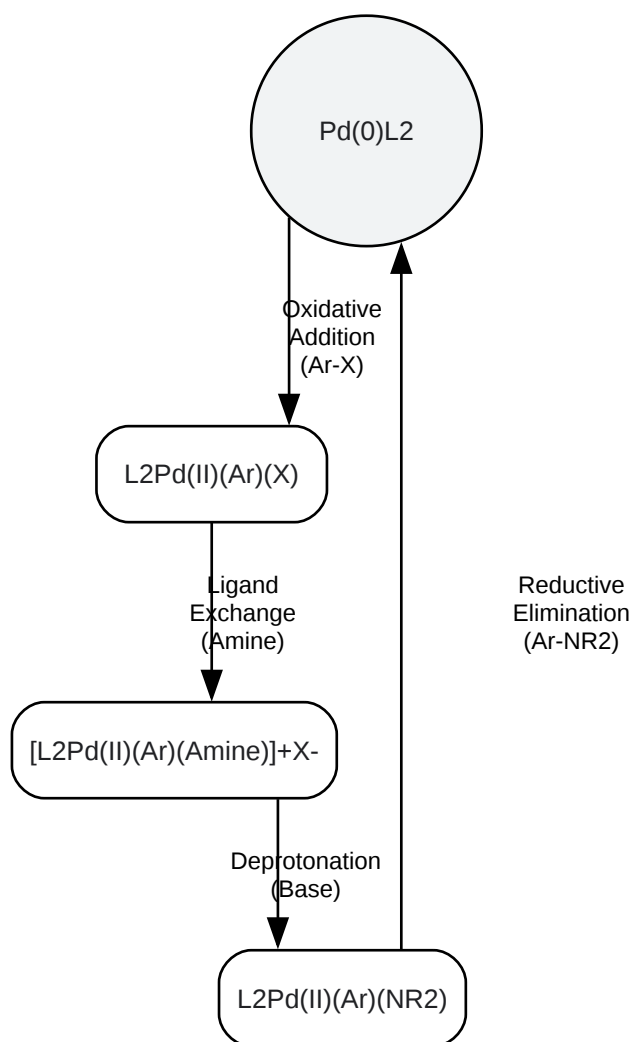 Pd(0)L2
Oxidative
Addition
(Ar-X)
L2Pd(II)(Ar)(X)
Ligand
Exchange
(Amine)
Reductive
Elimination
(Ar-NR2)
[L2Pd(II)(Ar)(Amine)]+X-
Deprotonation
(Base)
L2Pd(II)(Ar)(NR2)